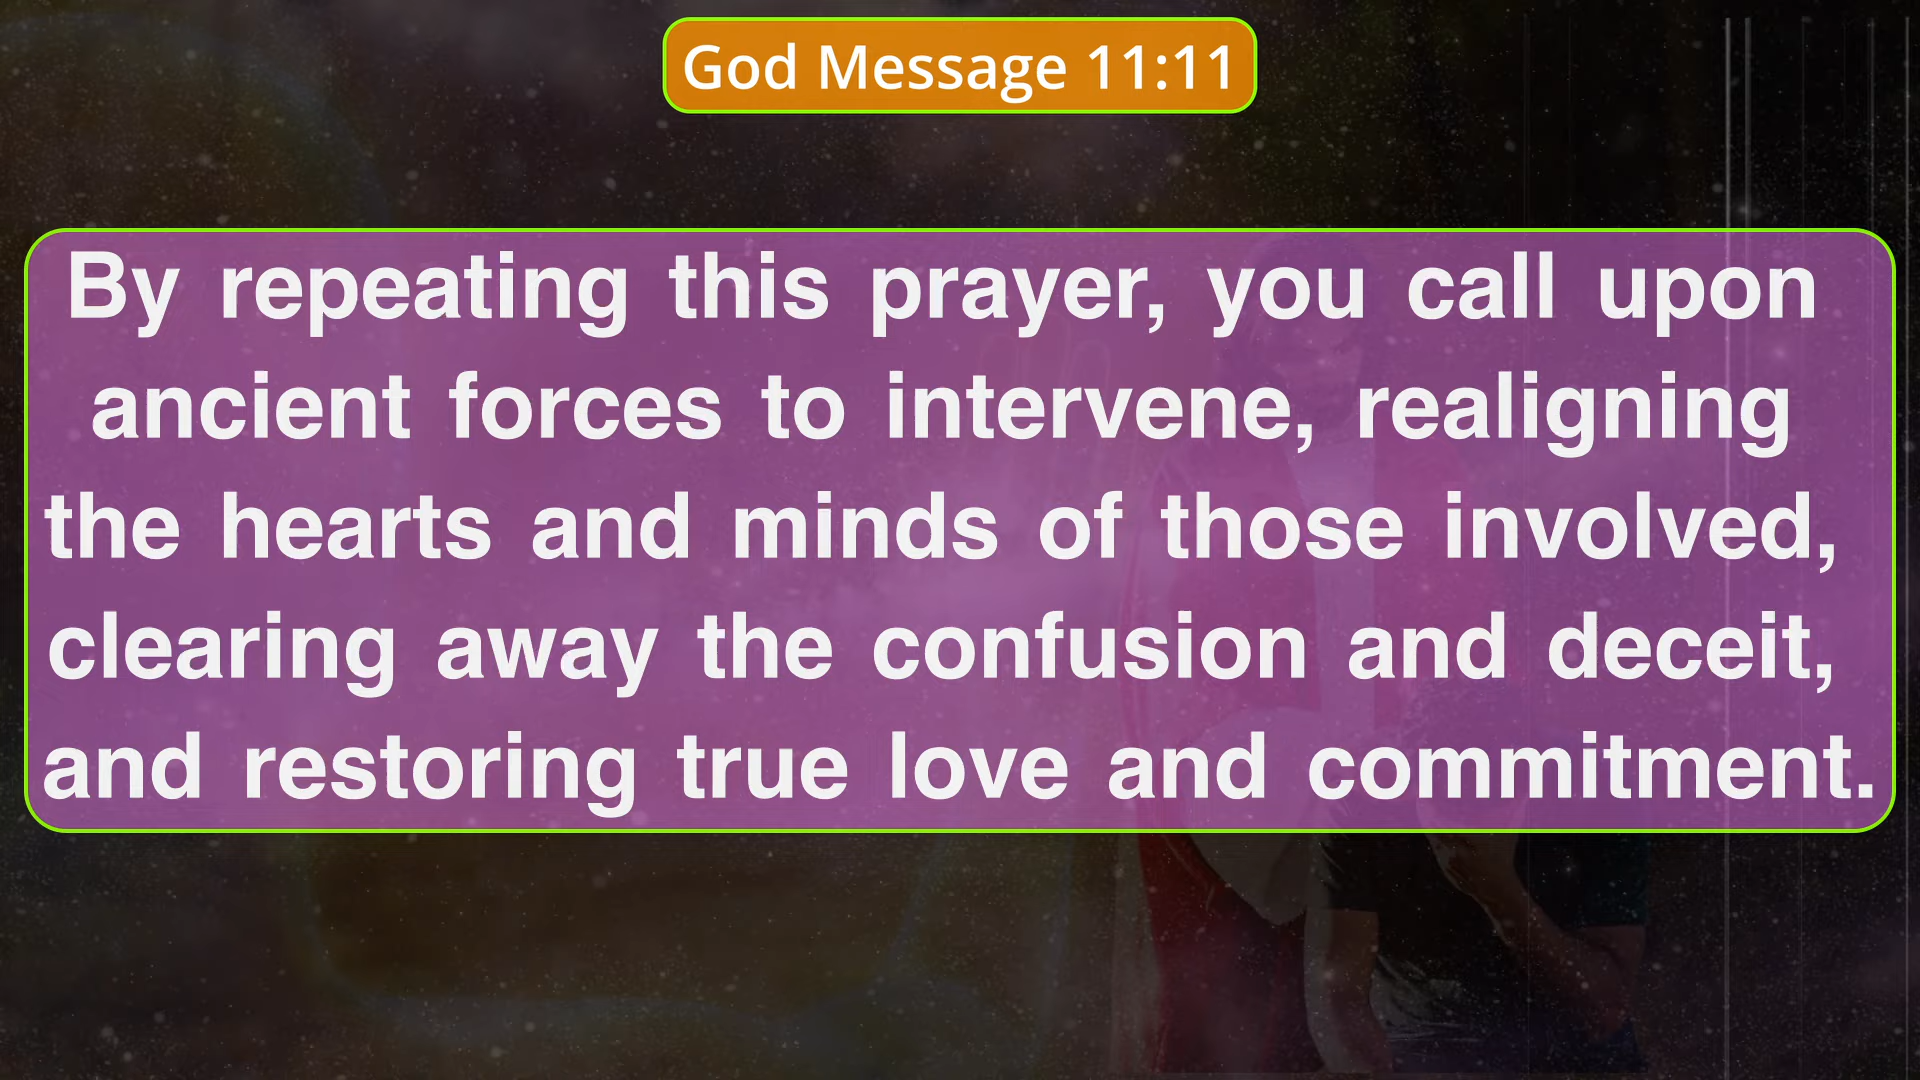 God Message 11:11
By repeating this prayer, you call upon
ancient forces to intervene, realigning
the hearts and minds of those involved,
clearing away the confusion and deceit,
and restoring true love and commitment.